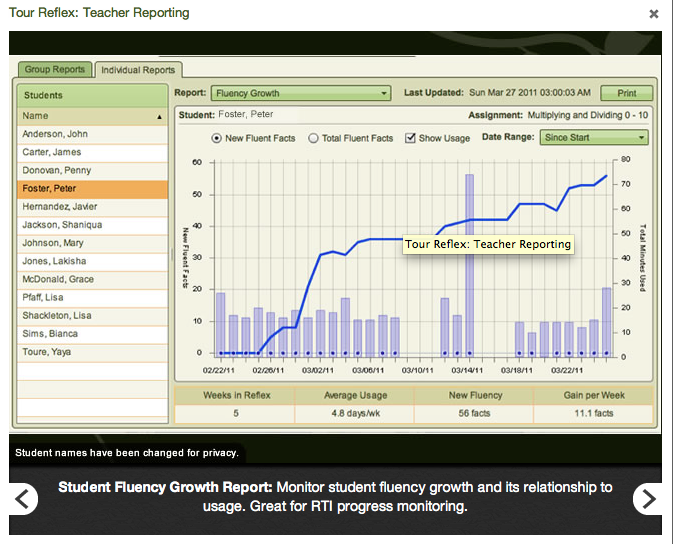 Tour Reflex: Teacher Reporting
Group Reports Individual Reports
Students
Name
Anderson, John
Carter, James
Donovan, Penny
Foster, Peter
Hernandez, Javier
Jackson, Shaniqua
Johnson, Mary
Jones, Lakisha
McDonald, Grace
Pfaff, Lisa
Shackleton, Lisa
Sims, Bianca
Toure, Yaya
Report: Fluency Growth Last Updated: Sun Mar 27 2011 03:00:03 AM Print
Student: Foster, Peter Assignment: Multiplying and Dividing 0 - 10
New Fluent Facts Total Fluent Facts Show Usage Date Range: Since Start
60
50
40
30
20
10
0
New Fluent Facts
Tour Reflex: Teacher Reporting
80
70
60
50
40
30
20
10
0
Total Minutes Used
02/22/11 02/26/11 03/02/11 03/06/11 03/10/11 03/14/11 03/18/11 03/22/11
Weeks in Reflex Average Usage New Fluency Gain per Week
5 4.8 days/wk 56 facts 11.1 facts
Student names have been changed for privacy.
Student Fluency Growth Report: Monitor student fluency growth and its relationship to
usage. Great for RTI progress monitoring.